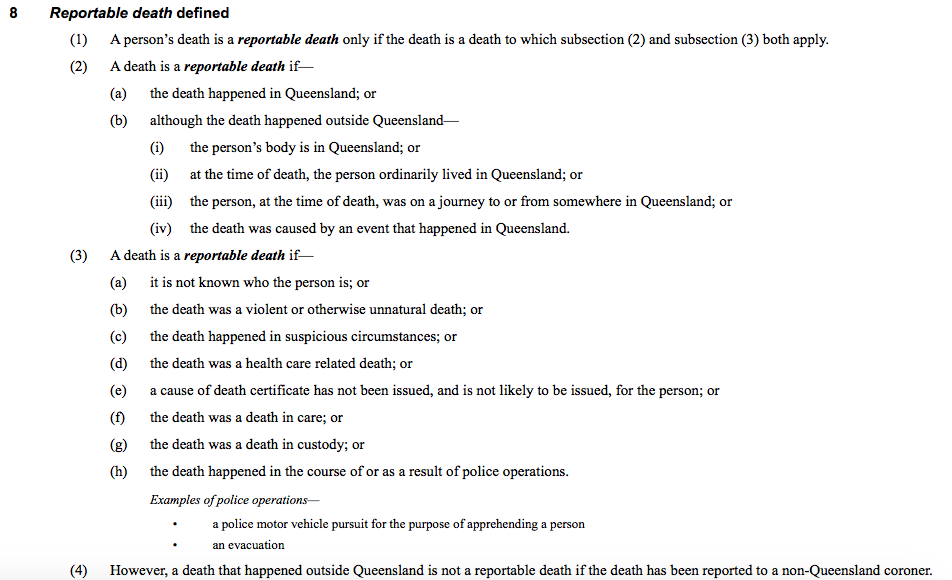 8 Reportable death defined
(1) A person's death is a reportable death only if the death is a death to which subsection (2) and subsection (3) both apply.
(2) A death is a reportable death if—
(a) the death happened in Queensland; or
(b) although the death happened outside Queensland—
(i) the person's body is in Queensland; or
(ii) at the time of death, the person ordinarily lived in Queensland; or
(iii) the person, at the time of death, was on a journey to or from somewhere in Queensland; or
(iv) the death was caused by an event that happened in Queensland.
(3) A death is a reportable death if—
(a) it is not known who the person is; or
(b) the death was a violent or otherwise unnatural death; or
(c) the death happened in suspicious circumstances; or
(d) the death was a health care related death; or
(e) a cause of death certificate has not been issued, and is not likely to be issued, for the person; or
(f) the death was a death in care; or
(g) the death was a death in custody; or
(h) the death happened in the course of or as a result of police operations.
Examples of police operations—
• a police motor vehicle pursuit for the purpose of apprehending a person
• an evacuation
(4) However, a death that happened outside Queensland is not a reportable death if the death has been reported to a non-Queensland coroner.